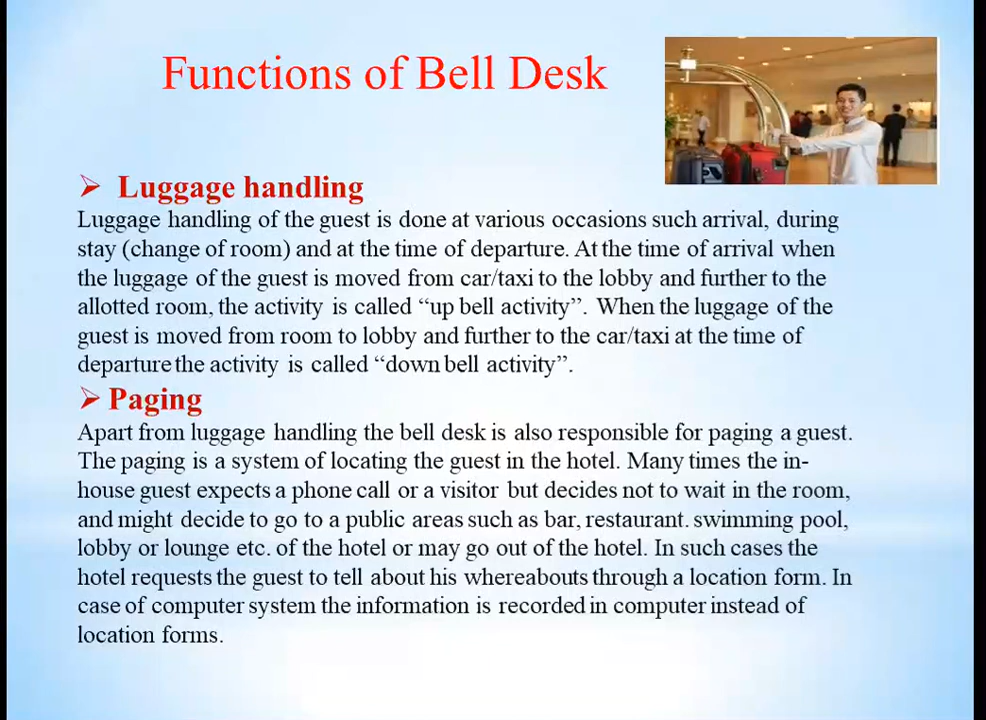 Functions of Bell Desk
➢ Luggage handling
Luggage handling of the guest is done at various occasions such arrival, during
stay (change of room) and at the time of departure. At the time of arrival when
the luggage of the guest is moved from car/taxi to the lobby and further to the
allotted room, the activity is called “up bell activity”. When the luggage of the
guest is moved from room to lobby and further to the car/taxi at the time of
departure the activity is called “down bell activity”.
➢ Paging
Apart from luggage handling the bell desk is also responsible for paging a guest.
The paging is a system of locating the guest in the hotel. Many times the in-
house guest expects a phone call or a visitor but decides not to wait in the room,
and might decide to go to a public areas such as bar, restaurant. swimming pool,
lobby or lounge etc. of the hotel or may go out of the hotel. In such cases the
hotel requests the guest to tell about his whereabouts through a location form. In
case of computer system the information is recorded in computer instead of
location forms.